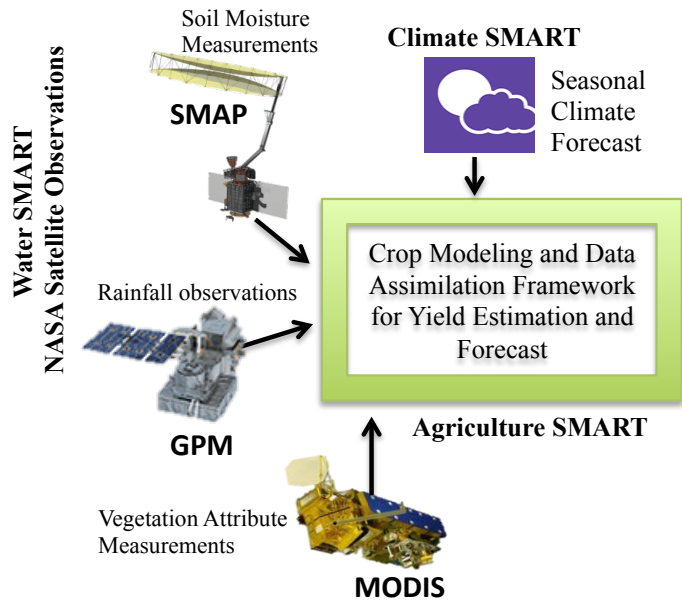 Soil Moisture
Measurements
SMAP
Climate SMART
Seasonal
Climate
Forecast
Water SMART
NASA Satellite Observations
Crop Modeling and Data
Assimilation Framework
for Yield Estimation and
Forecast
Rainfall observations
GPM
Agriculture SMART
Vegetation Attribute
Measurements
MODIS